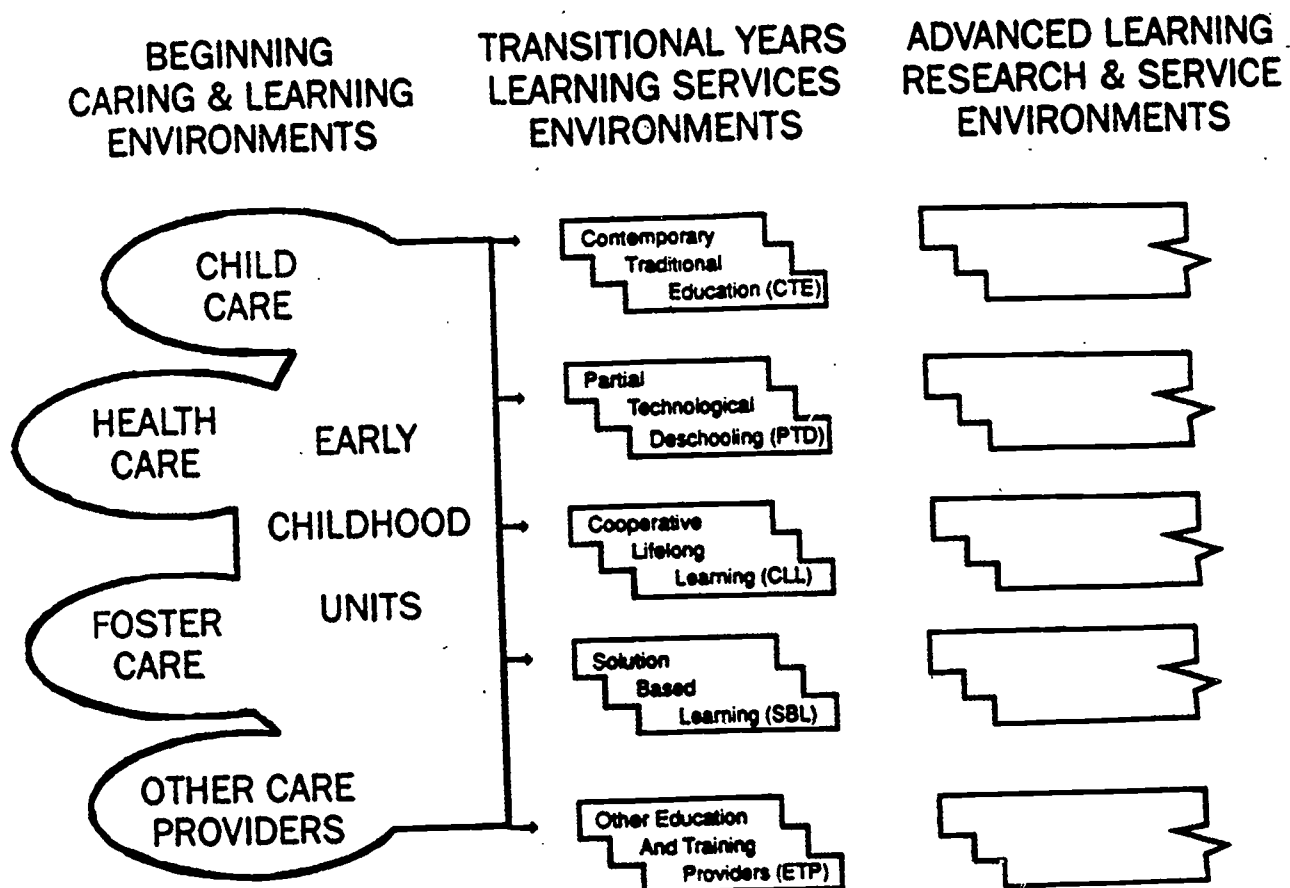 BEGINNING
CARING & LEARNING
ENVIRONMENTS
TRANSITIONAL YEARS
LEARNING SERVICES
ENVIRONMENTS
ADVANCED LEARNING
RESEARCH & SERVICE
ENVIRONMENTS
CHILD
CARE
HEALTH
CARE
FOSTER
CARE
OTHER CARE
PROVIDERS
EARLY
CHILDHOOD
UNITS
Contemporary
Traditional
Education (CTE)
Partial
Technological
Deschooling (PTD)
Cooperative
Lifelong
Learning (CLL)
Solution
Based
Learning (SBL)
Other Education
And Training
Providers (ETP)